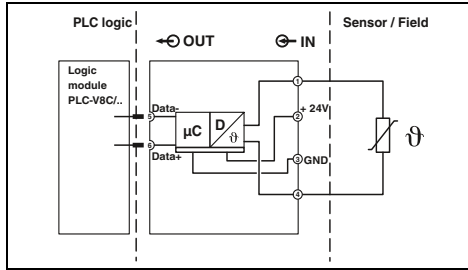 PLC logic
OUT
IN
Sensor / Field
Logic
module
PLC-V8C/..
1
+ 24V
2
Data-
5
µC
D
ϑ
ϑ
6
Data+
3
GND
4